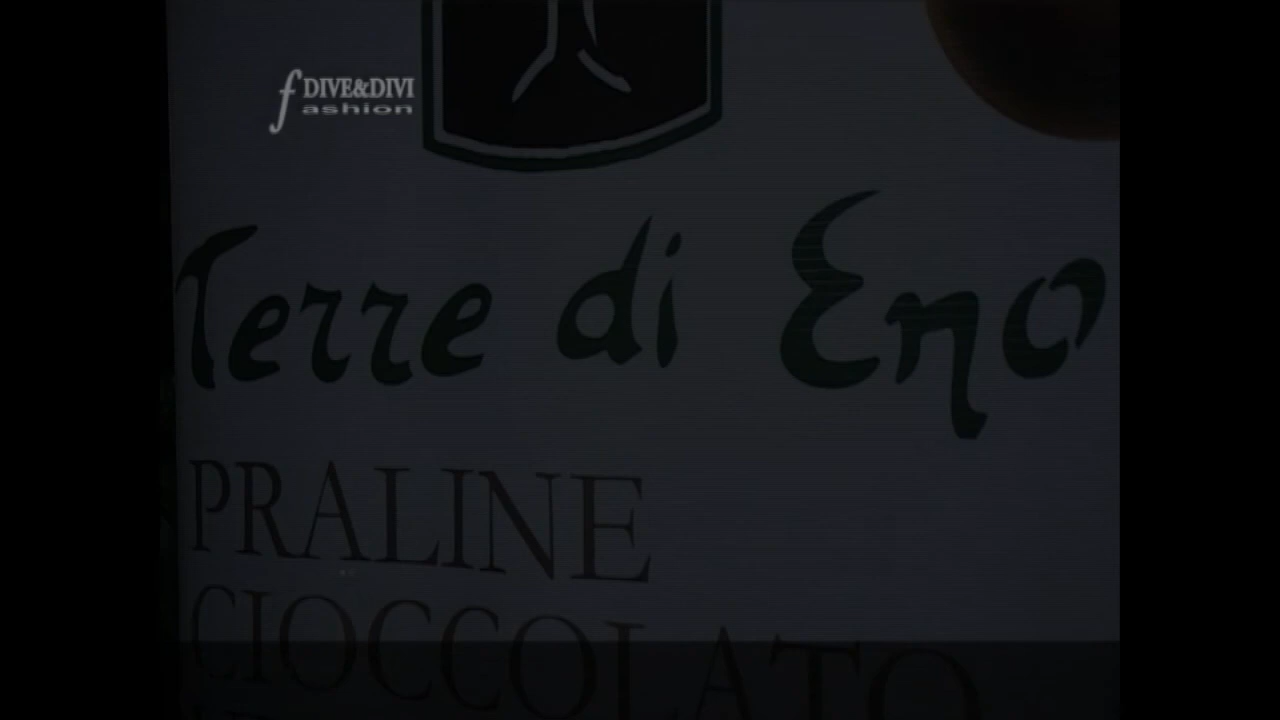 DIVE&DIVI
fashion
Terre di Eno
PRALINE
CIOCCOLATO